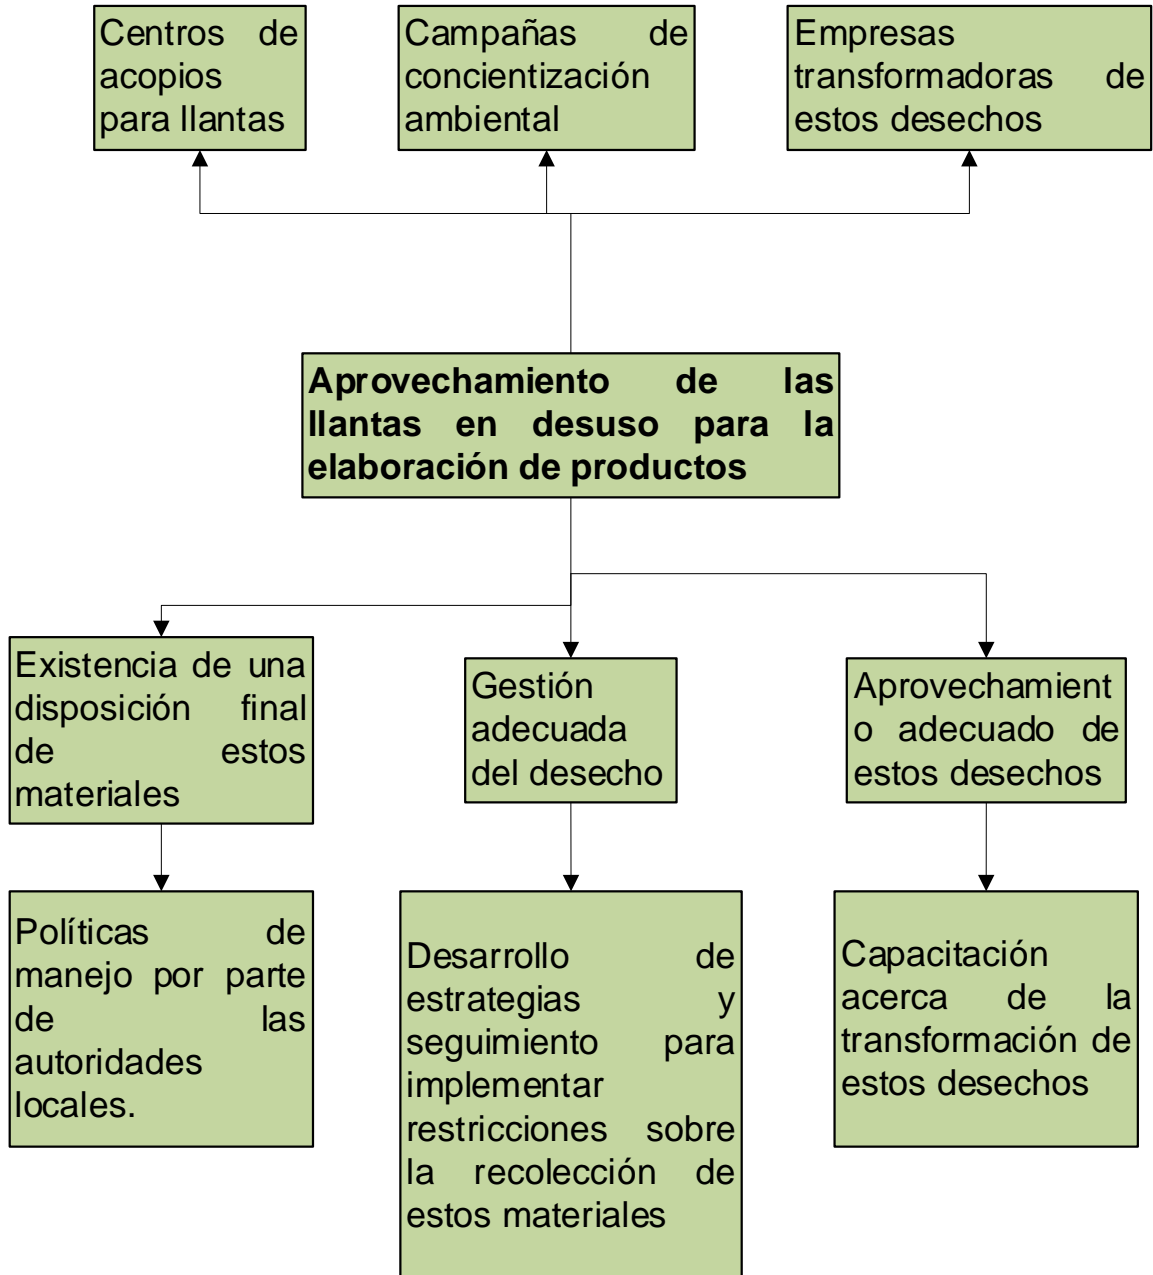 Centros de
acopios
para llantas
Campañas de
concientización
ambiental
Empresas
transformadoras de
estos desechos
Aprovechamiento de las
llantas en desuso para la
elaboración de productos
Existencia de una
disposición final
de estos
materiales
Gestión
adecuada
del desecho
Aprovechamient
o adecuado de
estos desechos
Políticas de
manejo por parte
de las
autoridades
locales.
Desarrollo de
estrategias y
seguimiento para
implementar
restricciones sobre
la recolección de
estos materiales
Capacitación
acerca de la
transformación de
estos desechos